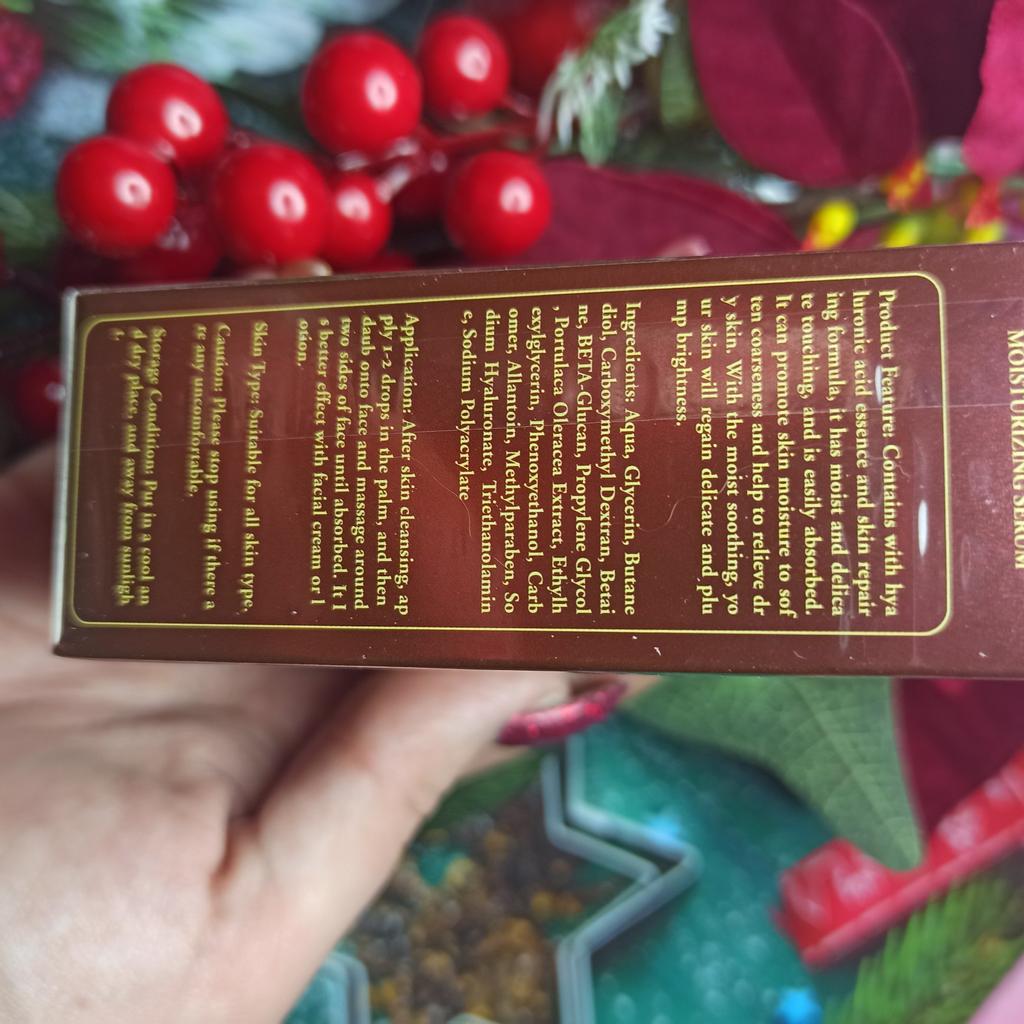 MOISTURIZING SERUM
Product Feature: Contains with hya
luronic acid essence and skin repair
ing formula, it has moist and delica
te touching, and is easily absorbed.
It can promote skin moisture to sof
ten coarseness and help to relieve dr
y skin. With the moist soothing, yo
ur skin will regain delicate and plu
mp brightness.
Ingredients: Aqua, Glycerin, Butane
diol, Carboxymethyl Dextran, Betai
ne, BETA-Glucan, Propylene Glycol
, Portulaca Oleracea Extract, Ethylh
exylglycerin, Phenoxyethanol, Carb
omer, Allantoin, Methylparaben, So
dium Hyaluronate, Triethanolamin
e, Sodium Polyacrylate
Application: After skin cleansing, ap
ply 1-2 drops in the palm, and then
daub onto face and massage around
two sides of face until absorbed. It I
s better effect with facial cream or l
otion.
Skin Type: Suitable for all skin type,
Caution: Please stop using if there a
re any uncomfortable.
Storage Condition: Put in a cool an
d dry place, and away from sunligh
t.